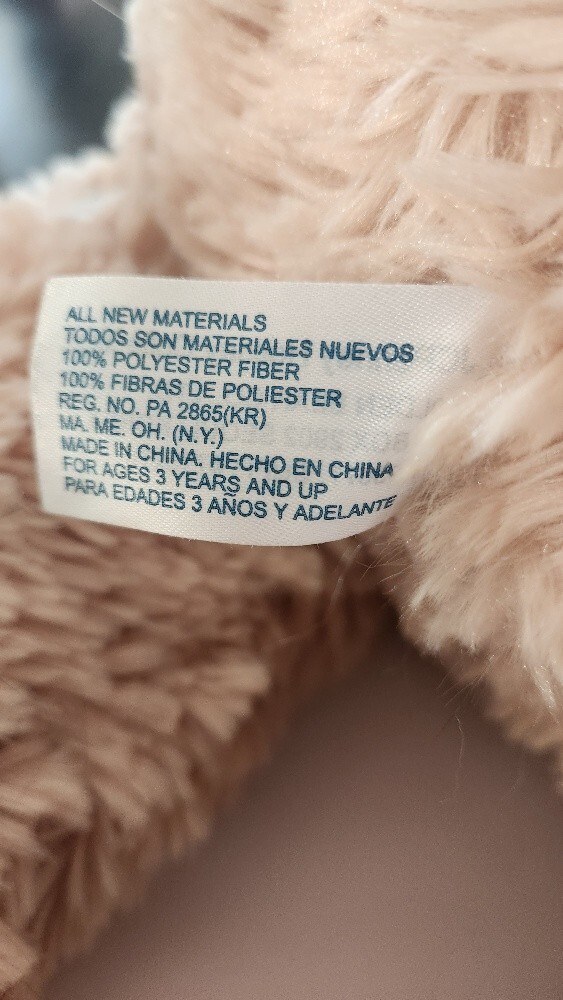 ALL NEW MATERIALS
TODOS SON MATERIALES NUEVOS
100% POLYESTER FIBER
100% FIBRAS DE POLIESTER
REG. NO. PA 2865(KR)
MA. ME. OH. (N.Y.)
MADE IN CHINA. HECHO EN CHINA
FOR AGES 3 YEARS AND UP
PARA EDADES 3 AÑOS Y ADELANTE